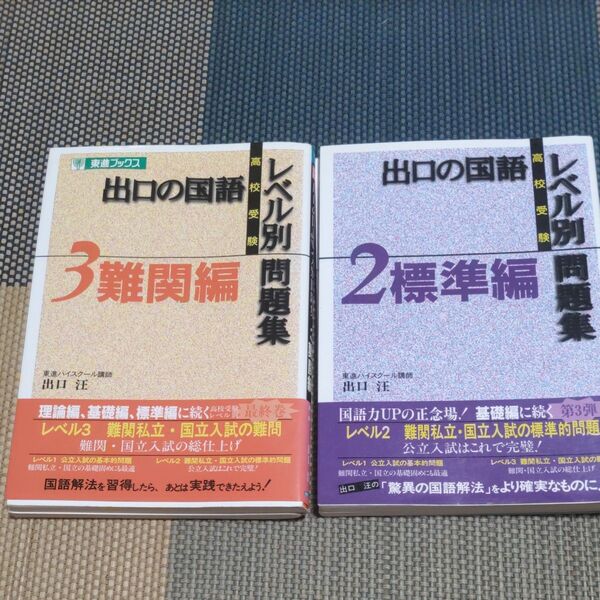 東進ブックス
出口の国語
高校受験
レベル別問題集
3難関編
東進ハイスクール講師
出口 汪
理論編、基礎編、標準編に続く
高校受験
レベル別
最終巻
レベル3 難関私立・国立入試の難問
難関・国立入試の総仕上げ
レベル1 公立入試の基本的問題
難関私立・国立の基礎固めにも最適
レベル2 難関私立・国立入試の標準的問題
公立入試はこれで完璧!
国語解法を習得したら、あとは実践できたえよう!
出口の国語
高校受験
レベル別問題集
2標準編
東進ハイスクール講師
出口 汪
国語力UPの正念場! 基礎編に続く 第3弾
レベル2 難関私立・国立入試の標準的問題
公立入試はこれで完璧!
レベル1 公立入試の基本的問題
難関私立・国立の基礎固めにも最適
レベル3 難関私立・国立入試の難
難関・国立入試の総仕上げ
出口 汪の「驚異の国語解法」をより確実なものに